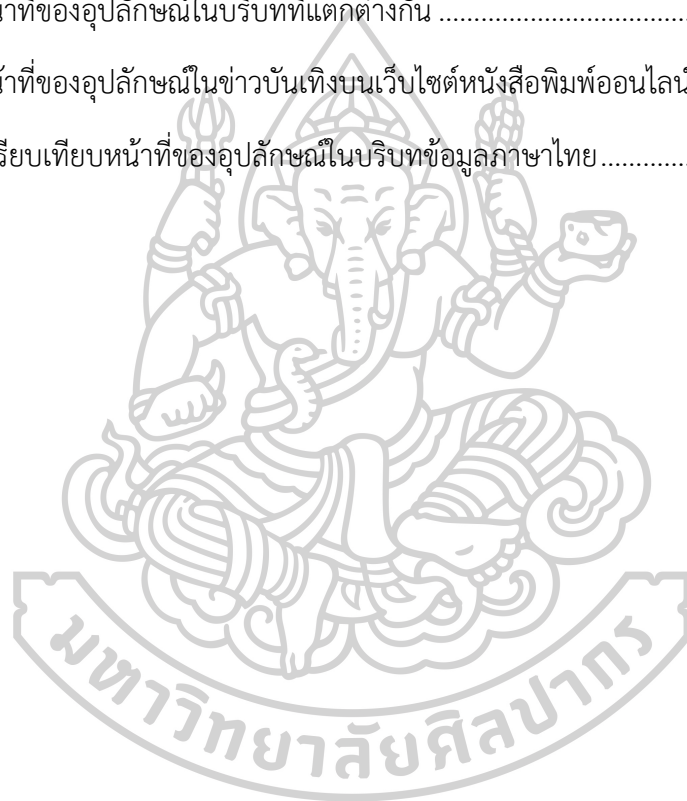 น้าที่ของอุปลักษณ์ในบริบทที่แตกต่างกัน ....................................
น้าที่ของอุปลักษณ์ในข่าวบันเทิงบนเว็บไซต์หนังสือพิมพ์ออนไลน์
รียบเทียบหน้าที่ของอุปลักษณ์ในบริบทข้อมูลภาษาไทย.............
มหาวิทยาลัยศิลปากร